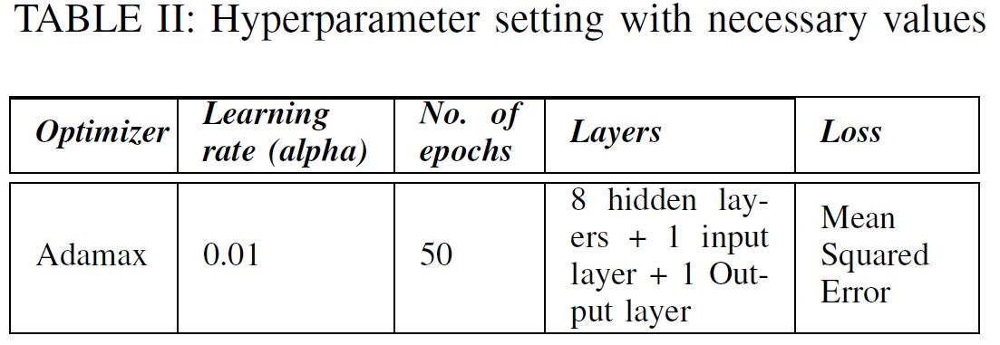 TABLE II: Hyperparameter setting with necessary values
Optimizer
Learning
rate (alpha)
No. of
epochs
Layers
Loss
Adamax
0.01
50
8 hidden lay-
ers + 1 input
layer + 1 Out-
put layer
Mean
Squared
Error